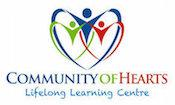 COMMUNITY OF HEARTS
Lifelong Learning Centre